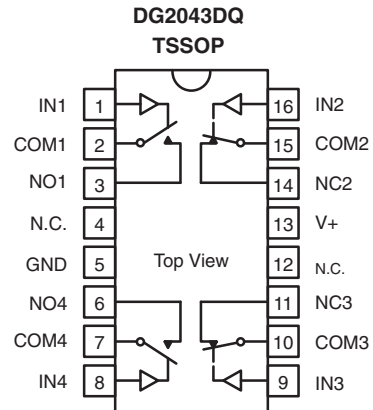 DG2043DQ
TSSOP
IN1 1 16 IN2
COM1 2 15 COM2
NO1 3 14 NC2
N.C. 4 13 V+
GND 5 Top View 12 N.C.
NO4 6 11 NC3
COM4 7 10 COM3
IN4 8 9 IN3